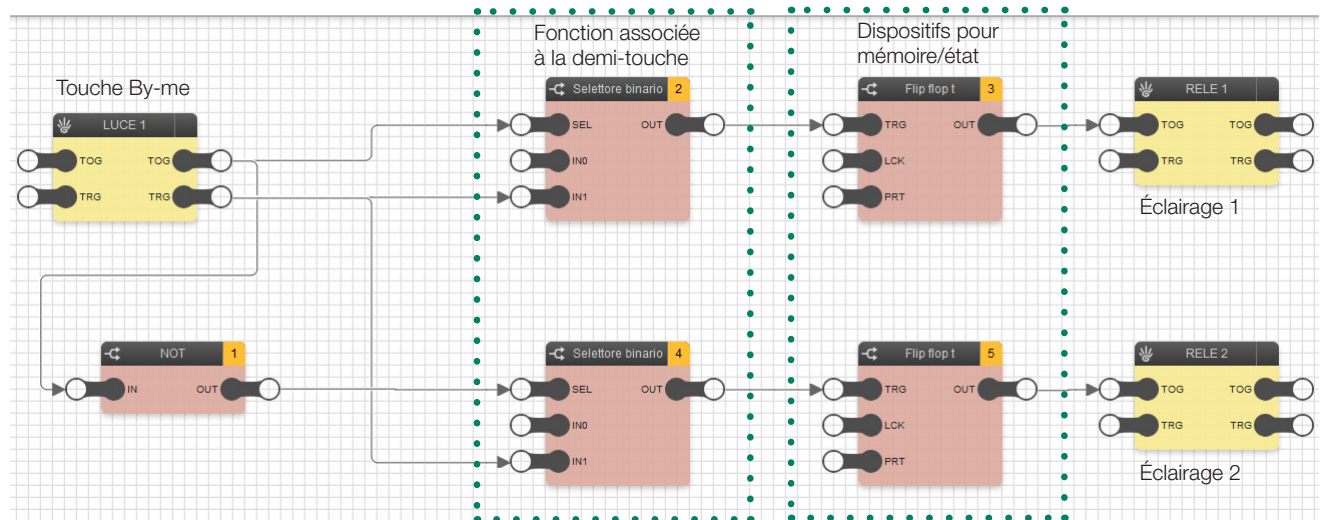 Fonction associée
à la demi-touche
Dispositifs pour
mémoire/état
Touche By-me
LUCE 1
TOG TOG
TRG TRG
Selettore binario 2
SEL OUT
IN0
IN1
Flip flop t 3
TRG OUT
LCK
PRT
RELE 1
TOG TOG
TRG TRG
Éclairage 1
NOT 1
IN OUT
Selettore binario 4
SEL OUT
IN0
IN1
Flip flop t 5
TRG OUT
LCK
PRT
RELE 2
TOG TOG
TRG TRG
Éclairage 2